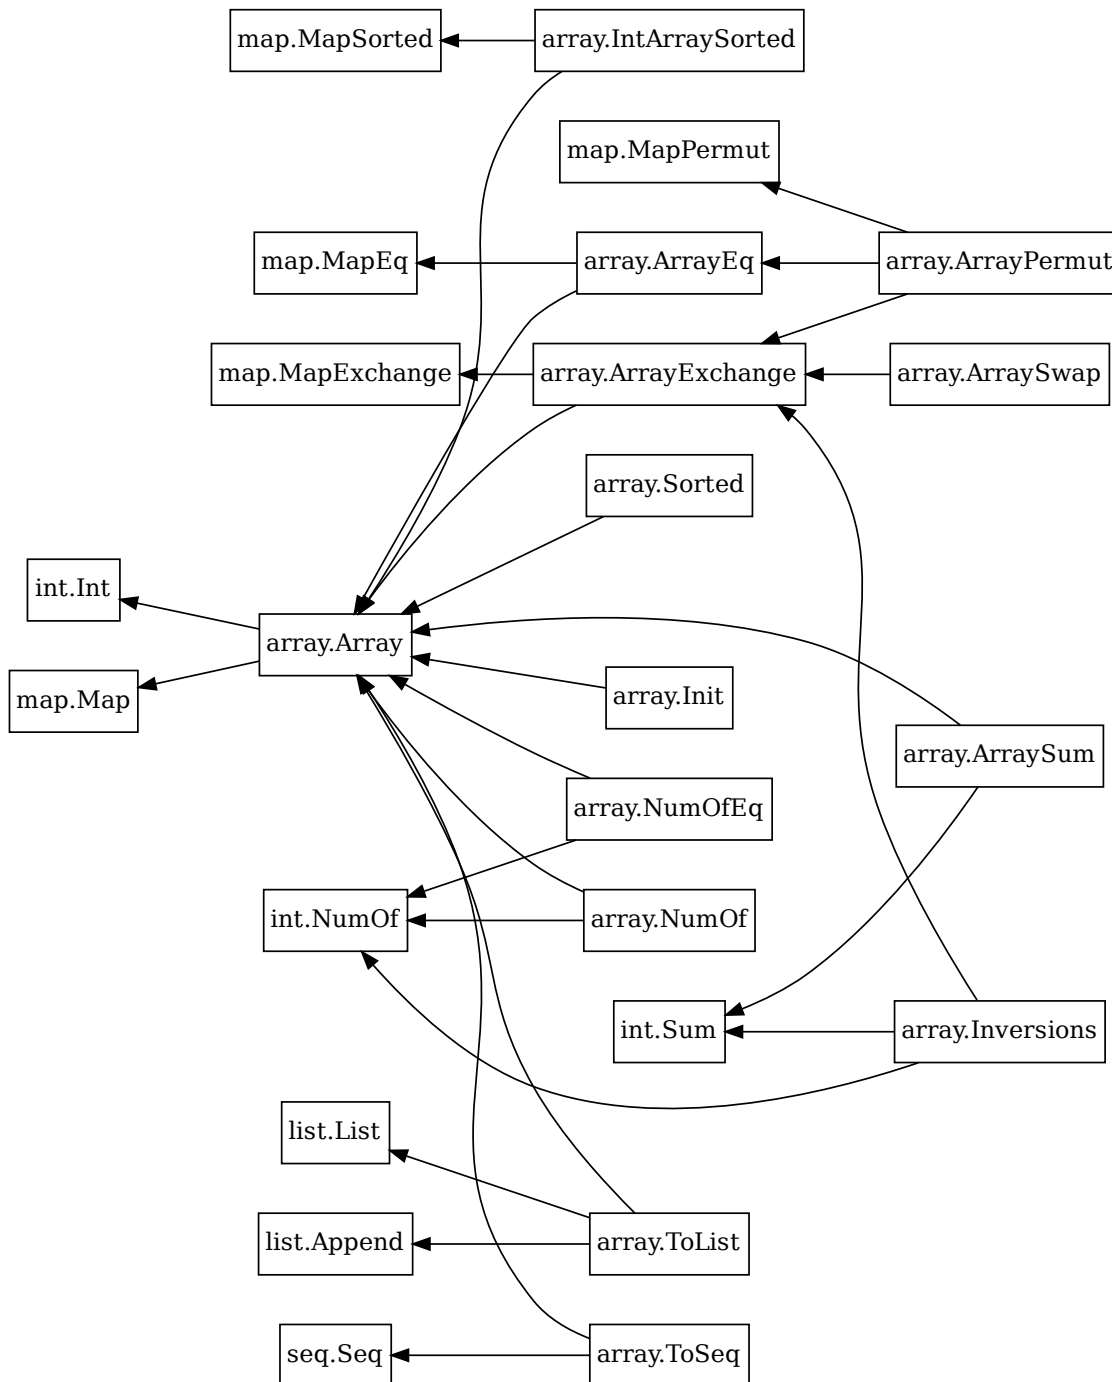 map.MapSorted
array.IntArraySorted
map.MapPermut
map.MapEq
array.ArrayEq
array.ArrayPermut
map.MapExchange
array.ArrayExchange
array.ArraySwap
array.Sorted
int.Int
array.Array
map.Map
array.Init
array.ArraySum
array.NumOfEq
int.NumOf
array.NumOf
int.Sum
array.Inversions
list.List
list.Append
array.ToList
seq.Seq
array.ToSeq